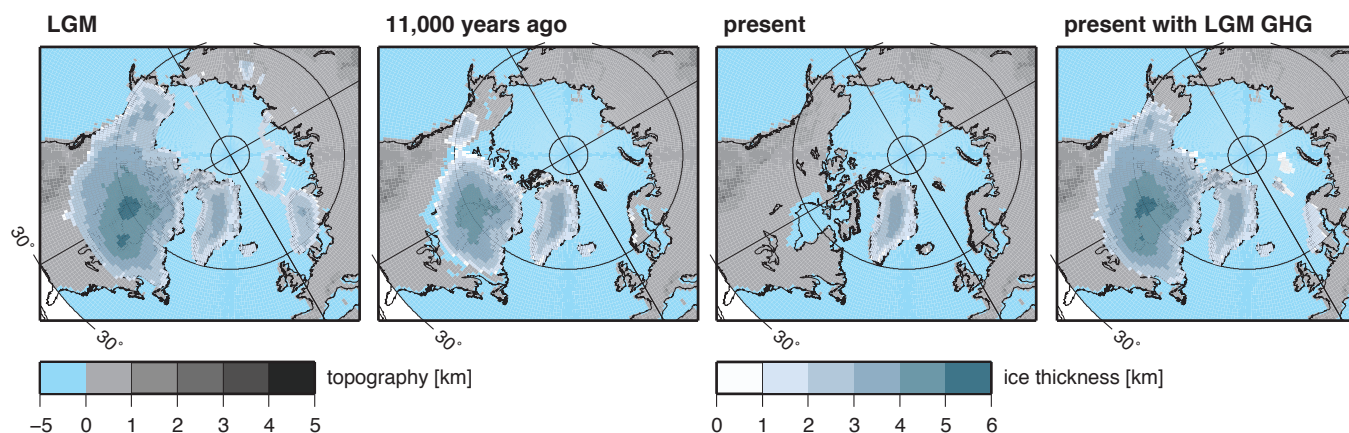 LGM
11,000 years ago
present
present with LGM GHG
30°
30°
30°
30°
30°
topography [km]
ice thickness [km]
−5 0 1 2 3 4 5
0 1 2 3 4 5 6